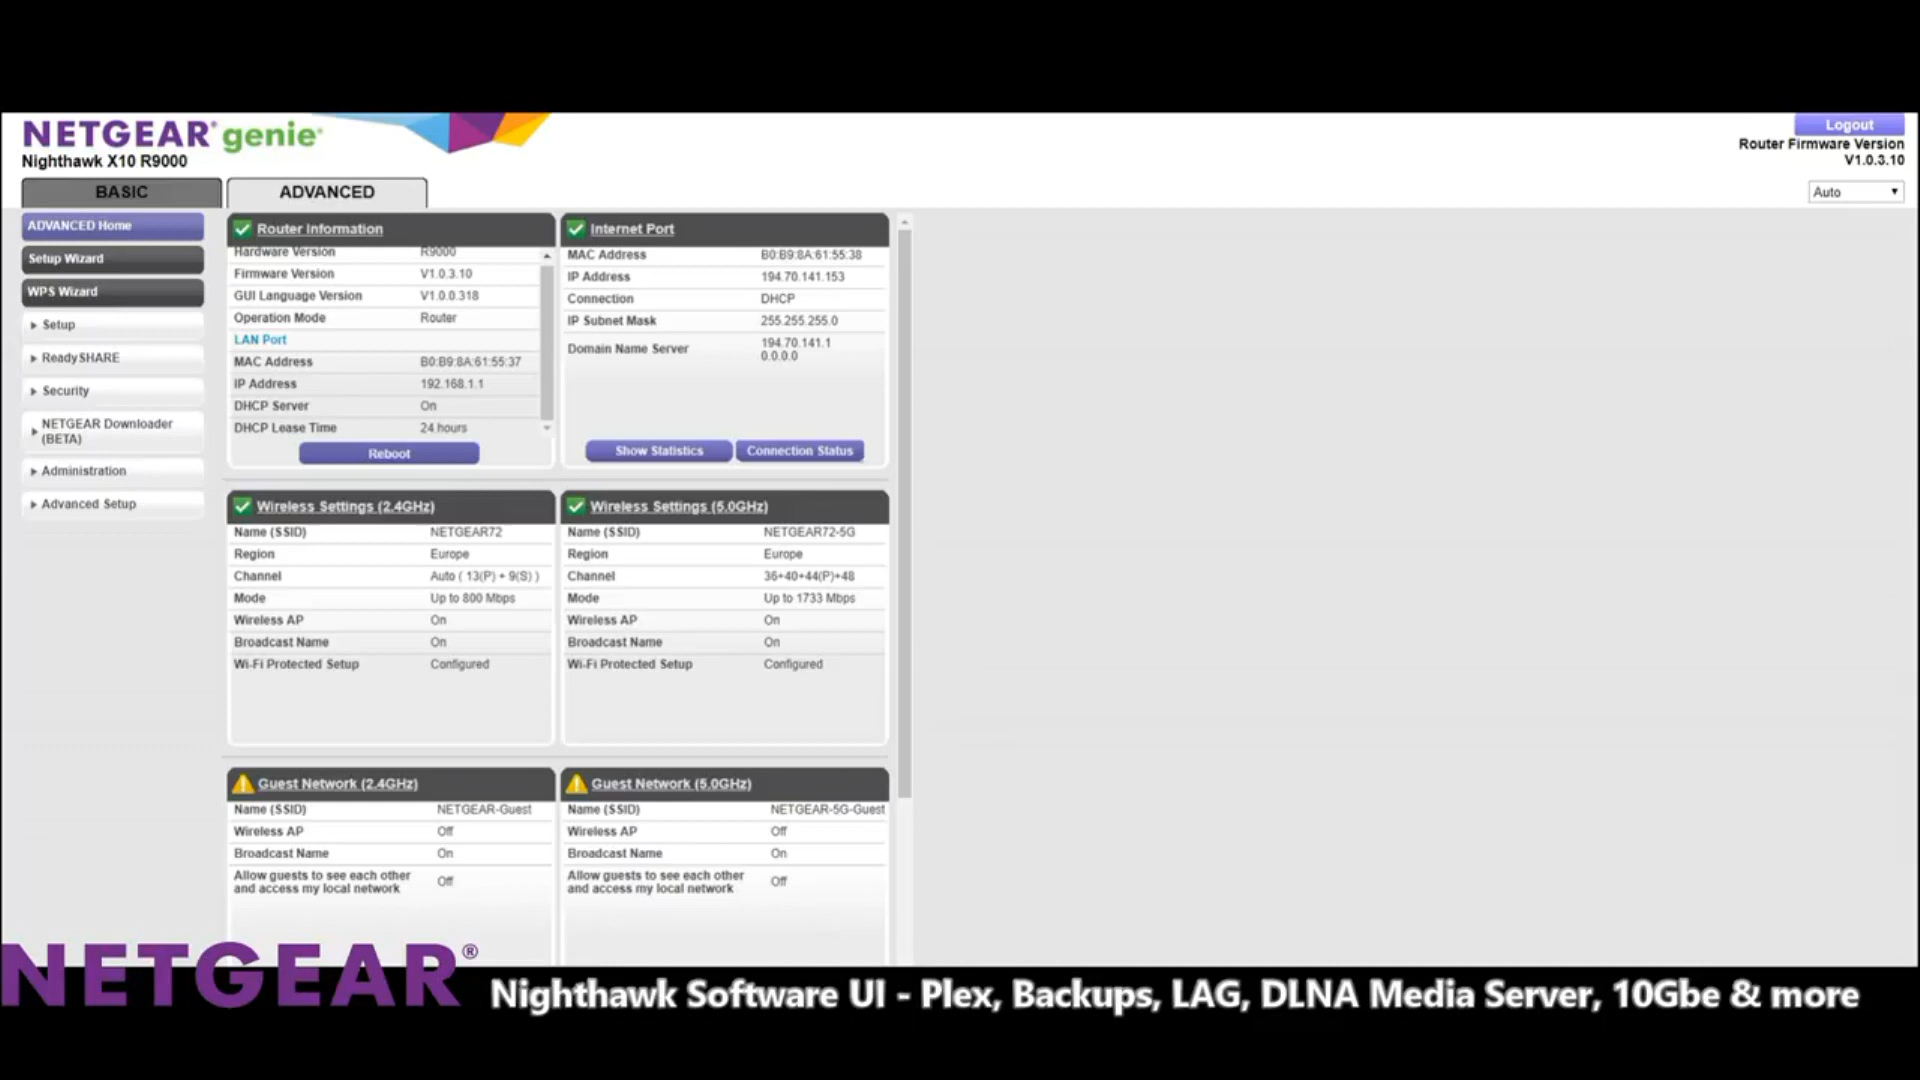 NETGEAR® genie®
Nighthawk X10 R9000
Logout
Router Firmware Version
V1.0.3.10
BASIC
ADVANCED
Auto
ADVANCED Home
Setup Wizard
WPS Wizard
Setup
ReadySHARE
Security
NETGEAR Downloader
(BETA)
Administration
Advanced Setup
Router Information
Hardware Version R9000
Firmware Version V1.0.3.10
GUI Language Version V1.0.0.318
Operation Mode Router
LAN Port
MAC Address B0:B9:8A:61:55:37
IP Address 192.168.1.1
DHCP Server On
DHCP Lease Time 24 hours
Reboot
Internet Port
MAC Address B0:B9:8A:61:55:38
IP Address 194.70.141.153
Connection DHCP
IP Subnet Mask 255.255.255.0
Domain Name Server 194.70.141.1
0.0.0.0
Show Statistics
Connection Status
Wireless Settings (2.4GHz)
Name (SSID) NETGEAR72
Region Europe
Channel Auto ( 13(P) + 9(S) )
Mode Up to 800 Mbps
Wireless AP On
Broadcast Name On
Wi-Fi Protected Setup Configured
Wireless Settings (5.0GHz)
Name (SSID) NETGEAR72-5G
Region Europe
Channel 36+40+44(P)+48
Mode Up to 1733 Mbps
Wireless AP On
Broadcast Name On
Wi-Fi Protected Setup Configured
Guest Network (2.4GHz)
Name (SSID) NETGEAR-Guest
Wireless AP Off
Broadcast Name On
Allow guests to see each other
and access my local network Off
Guest Network (5.0GHz)
Name (SSID) NETGEAR-5G-Guest
Wireless AP Off
Broadcast Name On
Allow guests to see each other
and access my local network Off
NETGEAR®
Nighthawk Software UI - Plex, Backups, LAG, DLNA Media Server, 10Gbe & more